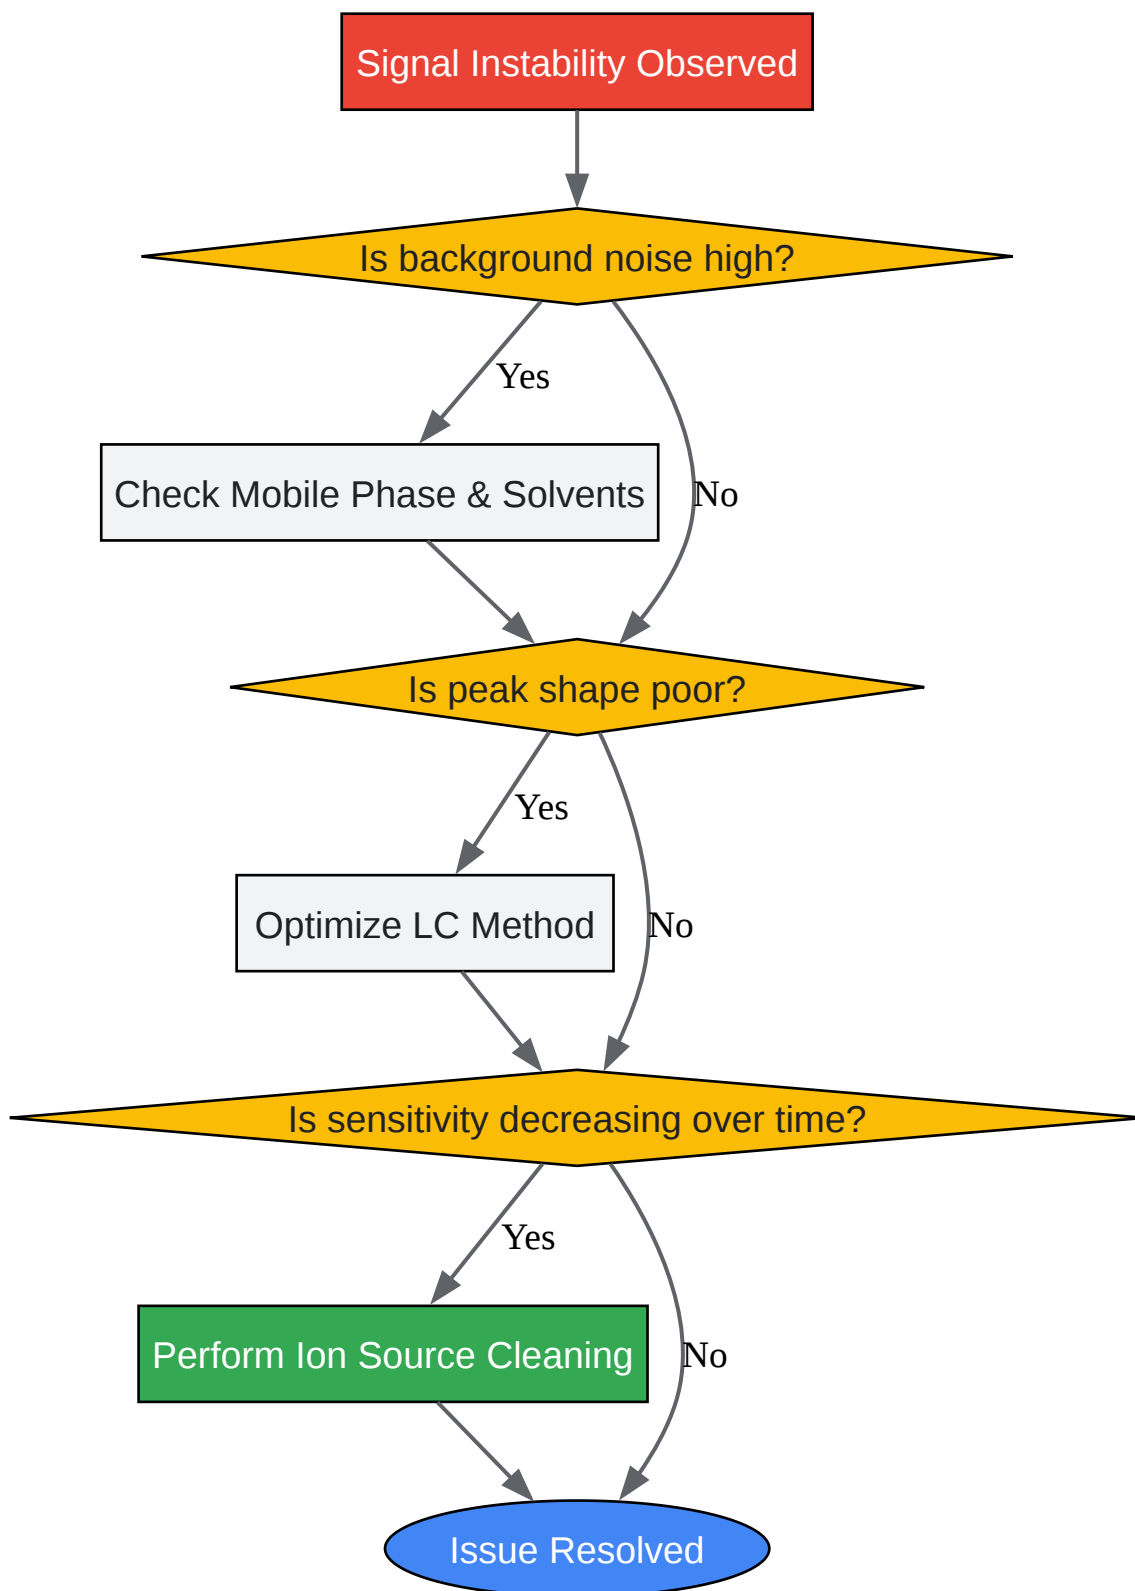 Signal Instability Observed
Is background noise high?
Yes
Check Mobile Phase & Solvents
No
Is peak shape poor?
Yes
Optimize LC Method
No
Is sensitivity decreasing over time?
Yes
Perform Ion Source Cleaning
No
Issue Resolved